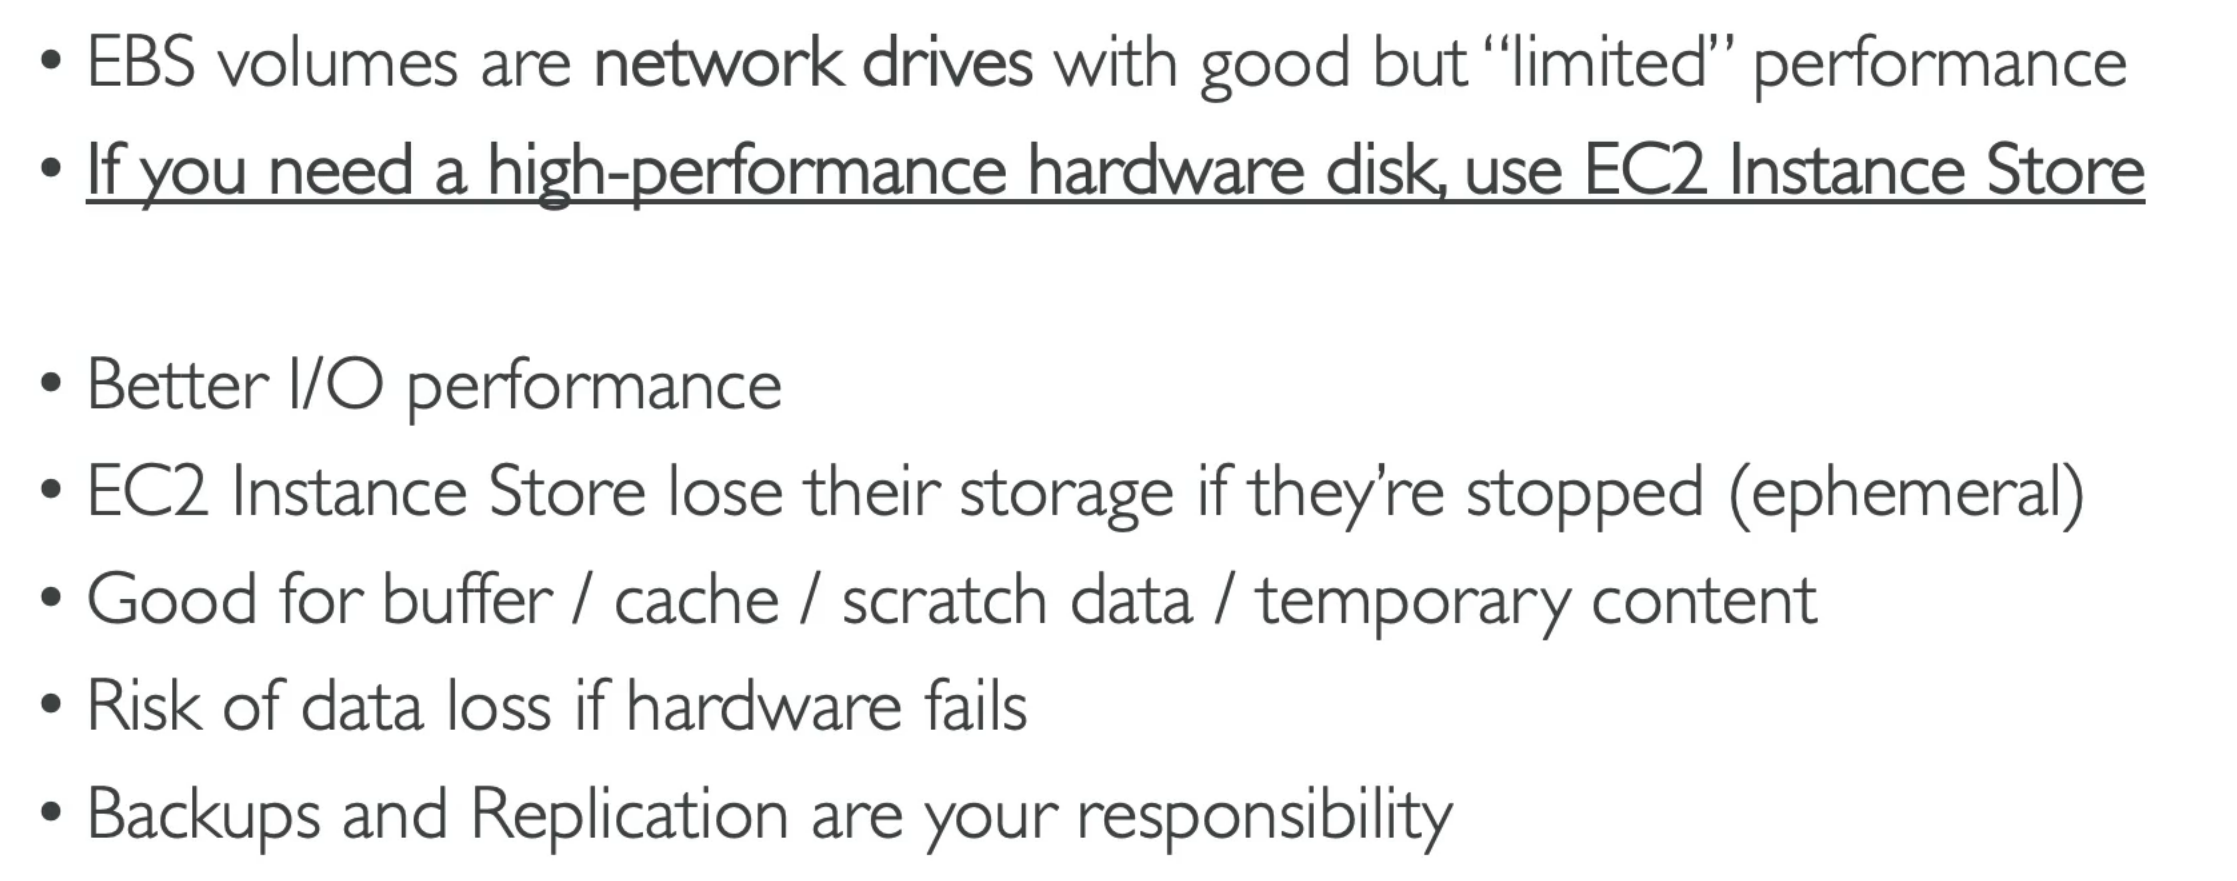 • EBS volumes are network drives with good but “limited” performance
• If you need a high-performance hardware disk, use EC2 Instance Store
• Better I/O performance
• EC2 Instance Store lose their storage if they’re stopped (ephemeral)
• Good for buffer / cache / scratch data / temporary content
• Risk of data loss if hardware fails
• Backups and Replication are your responsibility